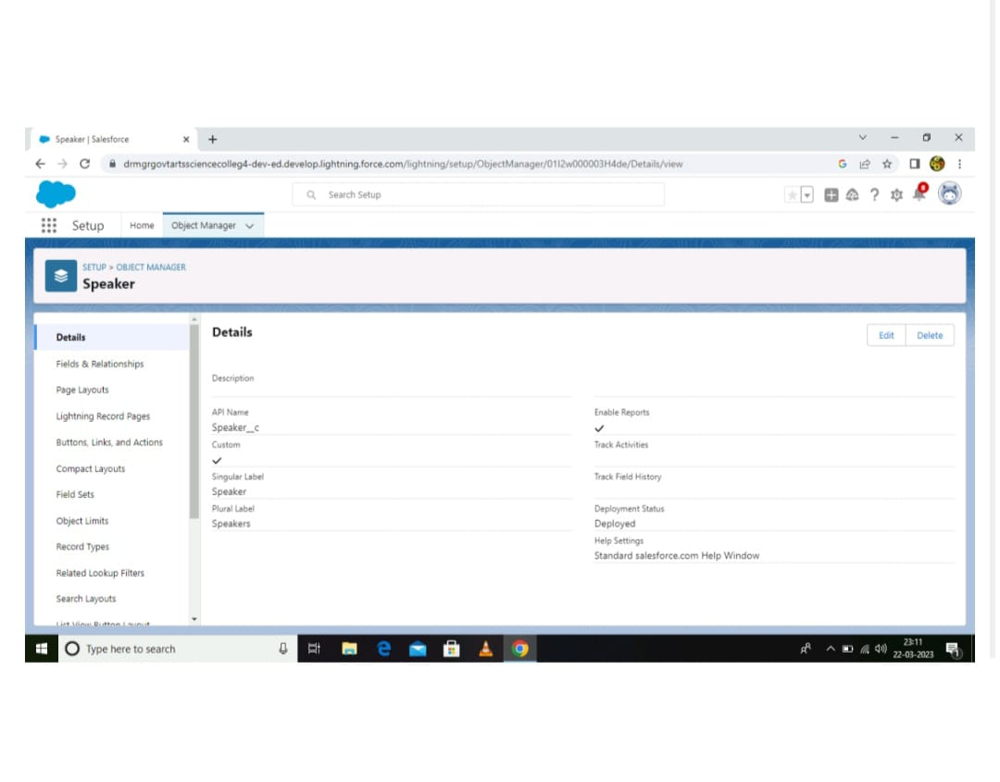 Speaker | Salesforce
drmgrgovtartssciencecolleg4-dev-ed.develop.lightning.force.com/lightning/setup/ObjectManager/01I2w000003H4de/Details/view
Search Setup
Setup Home Object Manager
SETUP > OBJECT MANAGER
Speaker
Details
Fields & Relationships
Page Layouts
Lightning Record Pages
Buttons, Links, and Actions
Compact Layouts
Field Sets
Object Limits
Record Types
Related Lookup Filters
Search Layouts
List View Button Layout
Details
Edit Delete
Description
API Name
Speaker__c
Custom
Singular Label
Speaker
Plural Label
Speakers
Enable Reports
Track Activities
Track Field History
Deployment Status
Deployed
Help Settings
Standard salesforce.com Help Window
Type here to search
23:11
22-03-2023